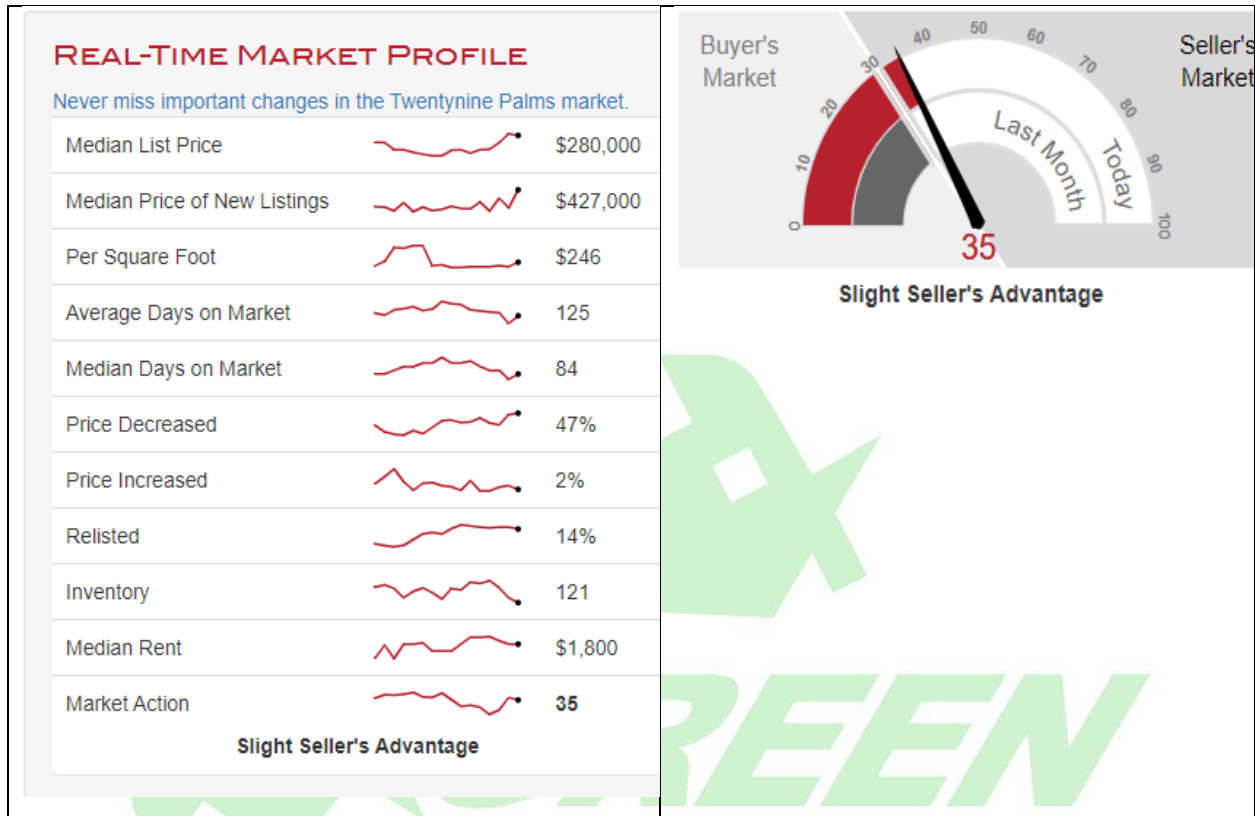 REAL-TIME MARKET PROFILE
Never miss important changes in the Twentynine Palms market.
Median List Price $280,000
Median Price of New Listings $427,000
Per Square Foot $246
Average Days on Market 125
Median Days on Market 84
Price Decreased 47%
Price Increased 2%
Relisted 14%
Inventory 121
Median Rent $1,800
Market Action 35
Slight Seller's Advantage
Buyer's
Market
Seller's
Market
0
10
20
30
40
50
60
70
80
90
100
Last Month
Today
35
Slight Seller's Advantage
REEN